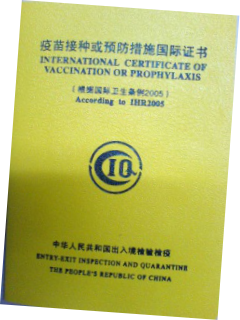 疫苗接种或预防措施国际证书
INTERNATIONAL CERTIFICATE OF
VACCINATION OR PROPHYLAXIS
(根据国际卫生条例2005)
According to IHR2005
CIQ
中华人民共和国出入境检验检疫
ENTRY-EXIT INSPECTION AND QUARANTINE
THE PEOPLE'S REPUBLIC OF CHINA